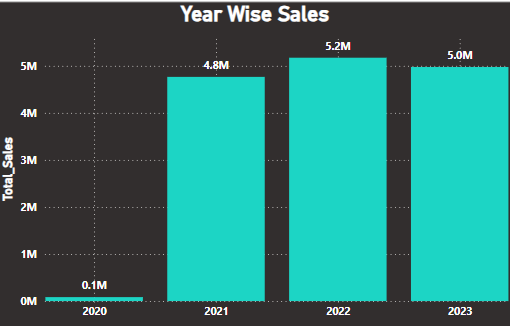 Year Wise Sales
5.2M
5.0M
4.8M
5M
4M
3M
2M
1M
0.1M
0M
Total_Sales
2020 2021 2022 2023